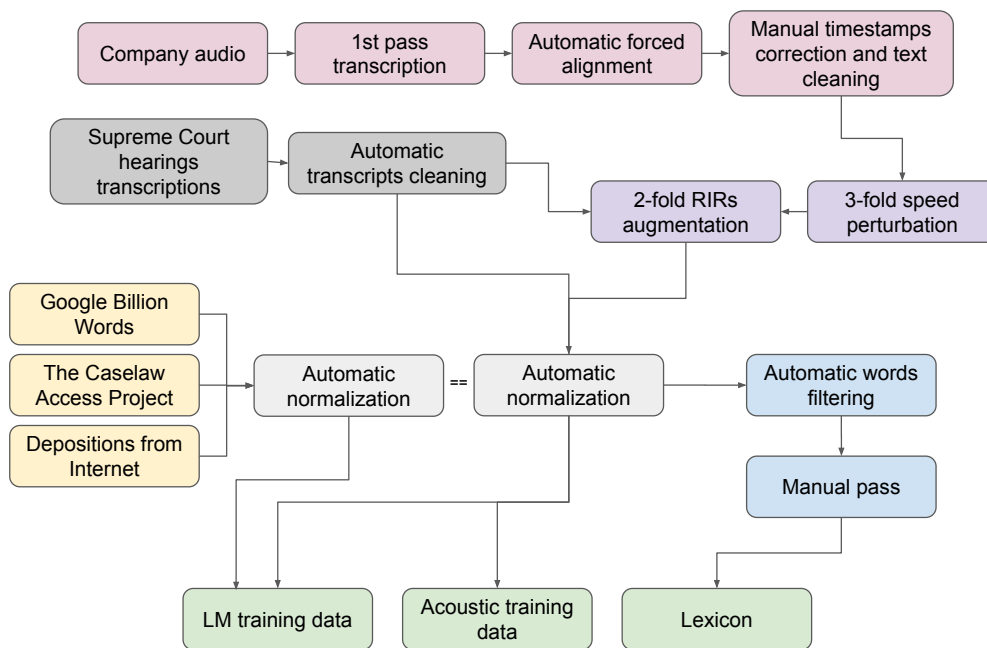 Company audio
1st pass
transcription
Automatic forced
alignment
Manual timestamps
correction and text
cleaning
Supreme Court
hearings
transcriptions
Automatic
transcripts cleaning
2-fold RIRs
augmentation
3-fold speed
perturbation
Google Billion
Words
The Caselaw
Access Project
Depositions from
Internet
Automatic
normalization
==
Automatic
normalization
Automatic words
filtering
Manual pass
LM training data
Acoustic training
data
Lexicon